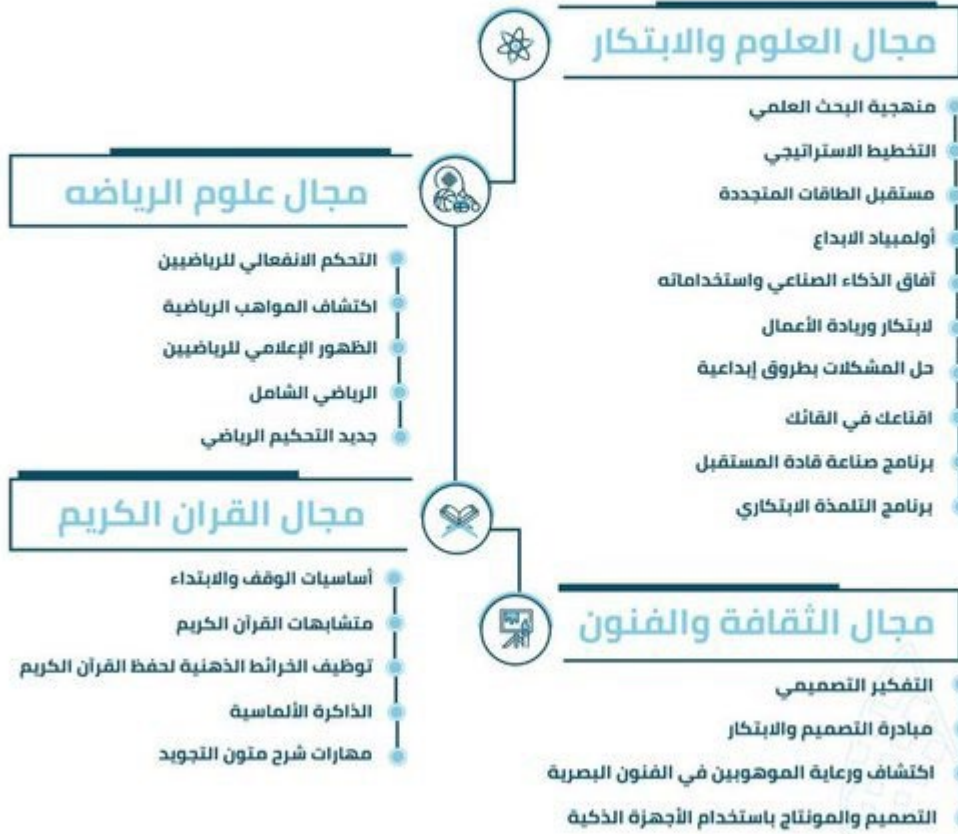 مجال العلوم والابتكار
منهجية البحث العلمي
التخطيط الاستراتيجي
مستقبل الطاقات المتجددة
أولمبياد الابداع
آفاق الذكاء الصناعي واستخداماته
لابتكار وريادة الأعمال
حل المشكلات بطروق إبداعية
اقناعك في القائك
برنامج صناعة قادة المستقبل
برنامج التلمذة الابتكاري
مجال علوم الرياضه
التحكم الانفعالي للرياضيين
اكتشاف المواهب الرياضية
الظهور الإعلامي للرياضيين
الرياضي الشامل
جديد التحكيم الرياضي
مجال القران الكريم
أساسيات الوقف والابتداء
متشابهات القرآن الكريم
توظيف الخرائط الذهنية لحفظ القرآن الكريم
الذاكرة الألماسية
مهارات شرح متون التجويد
مجال الثقافة والفنون
التفكير التصميمي
مبادرة التصميم والابتكار
اكتشاف ورعاية الموهوبين في الفنون البصرية
التصميم والمونتاج باستخدام الأجهزة الذكية